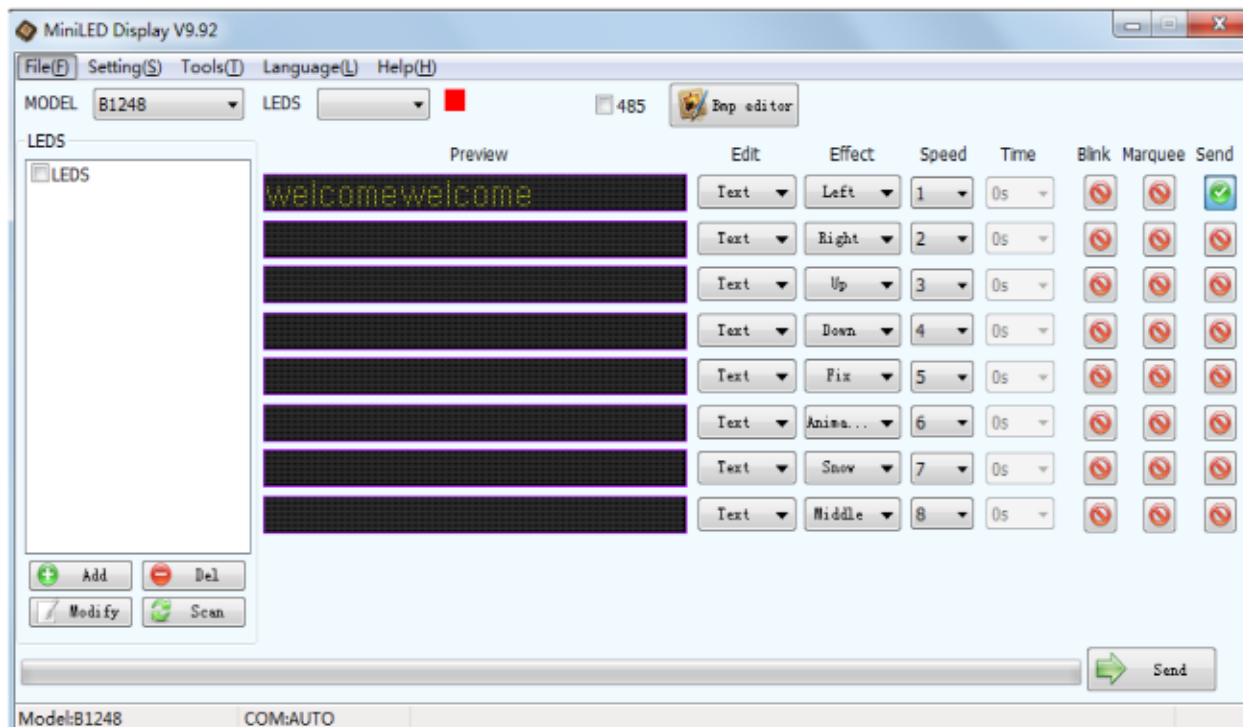 MiniLED Display V9.92
File(F) Setting(S) Tools(T) Language(L) Help(H)
MODEL B1248 LEDS 485 Bmp editor
LEDS
LEDS
Preview Edit Effect Speed Time Blink Marquee Send
welcomewelcome Text Left 1 0s
Text Right 2 0s
Text Up 3 0s
Text Down 4 0s
Text Fix 5 0s
Text Anima... 6 0s
Text Snow 7 0s
Text Middle 8 0s
Add Del
Modify Scan
Send
Model:B1248 COM:AUTO